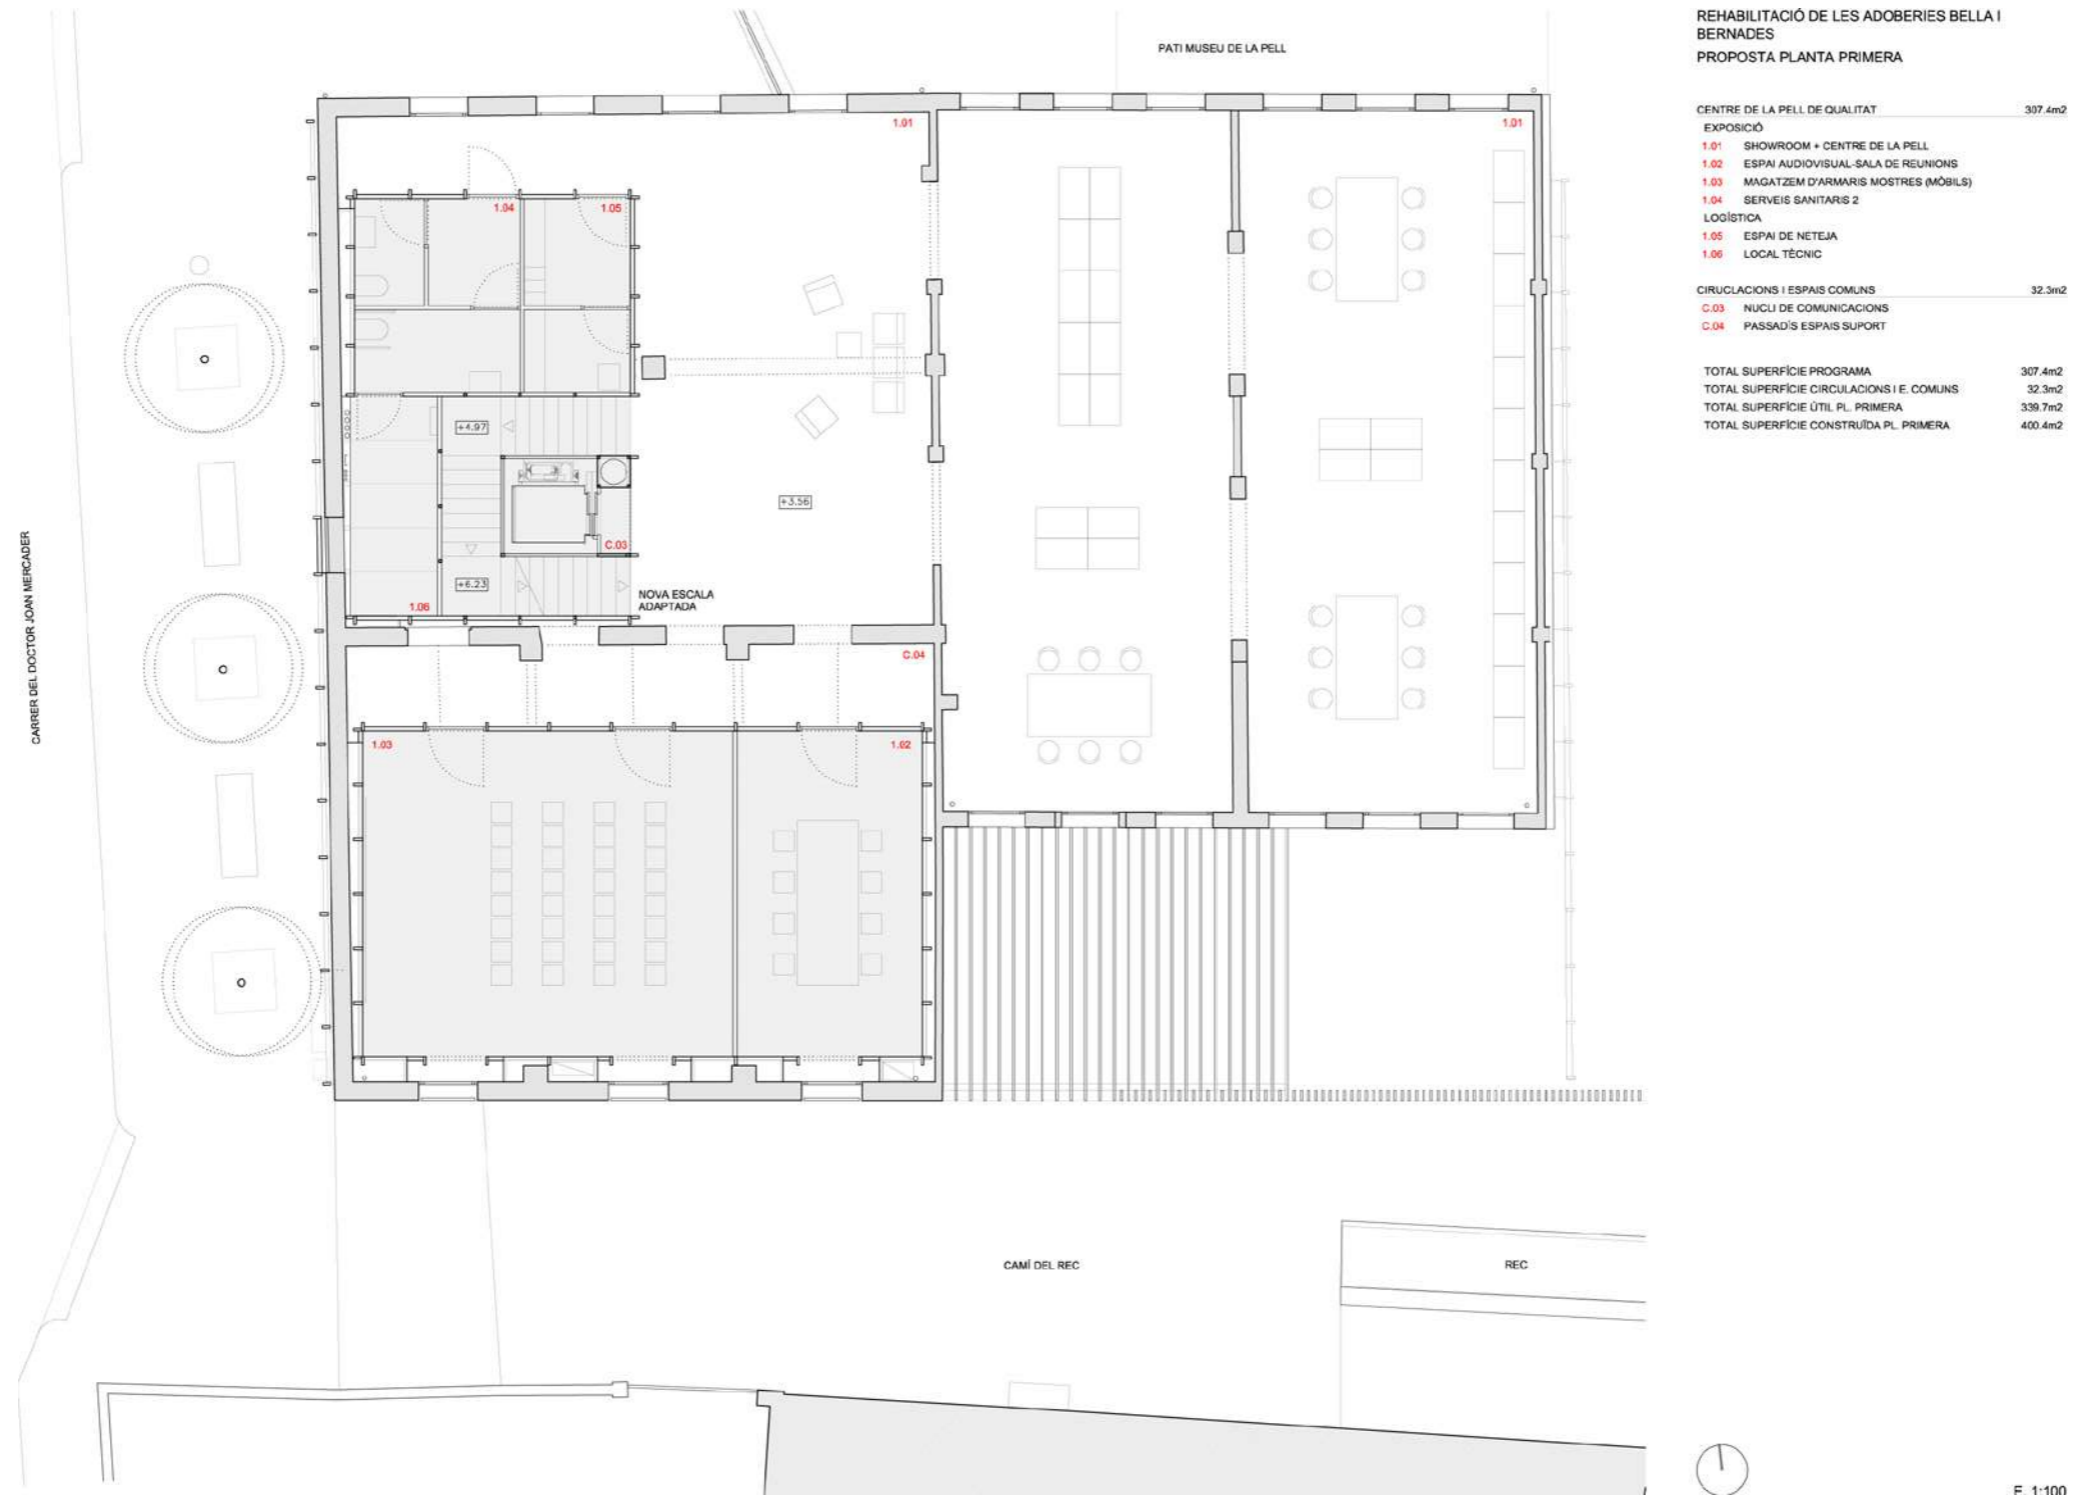 REHABILITACIÓ DE LES ADOBERIES BELLA I
BERNADES
PROPOSTA PLANTA PRIMERA
CENTRE DE LA PELL DE QUALITAT 307.4m2
EXPOSICIÓ
1.01 SHOWROOM + CENTRE DE LA PELL
1.02 ESPAI AUDIOVISUAL-SALA DE REUNIONS
1.03 MAGATZEM D'ARMARIS MOSTRES (MÒBILS)
1.04 SERVEIS SANITARIS 2
LOGÍSTICA
1.05 ESPAI DE NETEJA
1.06 LOCAL TÈCNIC
CIRUCLACIONS I ESPAIS COMUNS 32.3m2
C.03 NUCLI DE COMUNICACIONS
C.04 PASSADÍS ESPAIS SUPORT
TOTAL SUPERFÍCIE PROGRAMA 307.4m2
TOTAL SUPERFÍCIE CIRCULACIONS I E. COMUNS 32.3m2
TOTAL SUPERFÍCIE ÚTIL PL. PRIMERA 339.7m2
TOTAL SUPERFÍCIE CONSTRUÏDA PL. PRIMERA 400.4m2
PATI MUSEU DE LA PELL
1.01
1.01
1.04
1.05
+4.97
+3.56
C.03
+6.23
NOVA ESCALA
ADAPTADA
1.06
C.04
1.03
1.02
CARRER DEL DOCTOR JOAN MERCADER
CAMÍ DEL REC
REC
E. 1:100